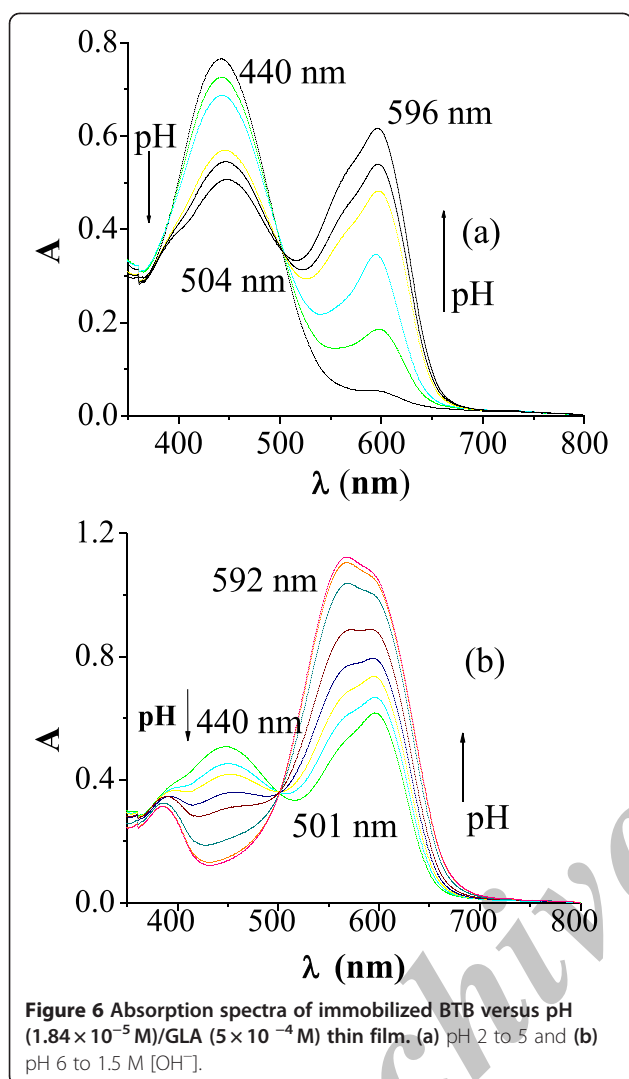 0.8
0.6
0.4
0.2
0.0
A
440 nm
596 nm
pH
(a)
504 nm
pH
400 500 600 700 800
λ (nm)
1.2
0.8
0.4
0.0
A
592 nm
(b)
pH
440 nm
501 nm
pH
400 500 600 700 800
λ (nm)
Figure 6 Absorption spectra of immobilized BTB versus pH
(1.84 × 10⁻⁵ M)/GLA (5 × 10 ⁻⁴ M) thin film. (a) pH 2 to 5 and (b)
pH 6 to 1.5 M [OH⁻].
chive